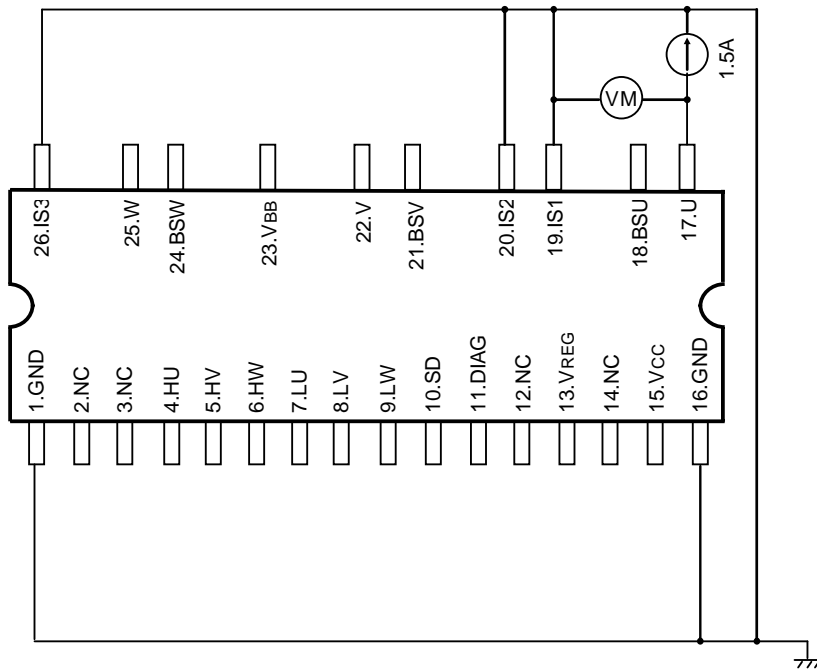 1.5A
VM
26.IS3
25.W
24.BSW
23.VBB
22.V
21.BSV
20.IS2
19.IS1
18.BSU
17.U
1.GND
2.NC
3.NC
4.HU
5.HV
6.HW
7.LU
8.LV
9.LW
10.SD
11.DIAG
12.NC
13.VREG
14.NC
15.VCC
16.GND